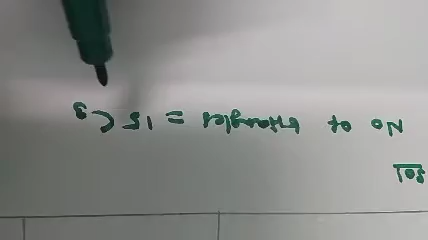 Sol
No of triangles = 15C3